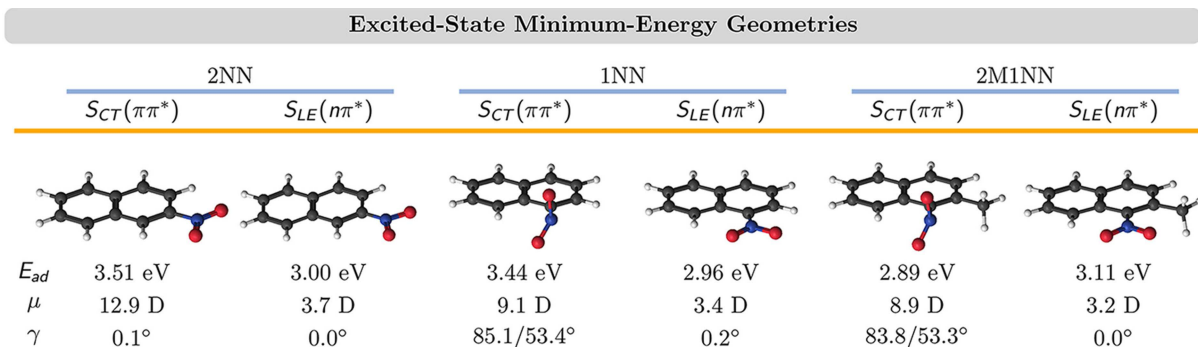 Excited-State Minimum-Energy Geometries
2NN 1NN 2M1NN
S_CT(ππ*) S_LE(nπ*) S_CT(ππ*) S_LE(nπ*) S_CT(ππ*) S_LE(nπ*)
E_ad 3.51 eV 3.00 eV 3.44 eV 2.96 eV 2.89 eV 3.11 eV
μ 12.9 D 3.7 D 9.1 D 3.4 D 8.9 D 3.2 D
γ 0.1° 0.0° 85.1/53.4° 0.2° 83.8/53.3° 0.0°